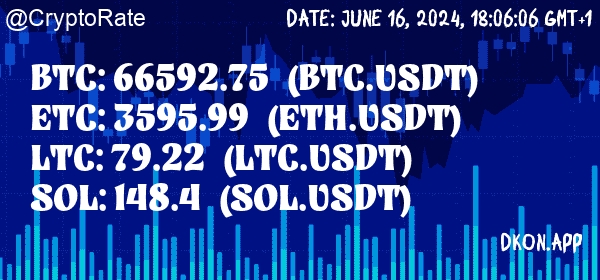 @CryptoRate
DATE: JUNE 16, 2024, 18:06:06 GMT+1
BTC: 66592.75 (BTC.USDT)
ETC: 3595.99 (ETH.USDT)
LTC: 79.22 (LTC.USDT)
SOL: 148.4 (SOL.USDT)
DKON.APP